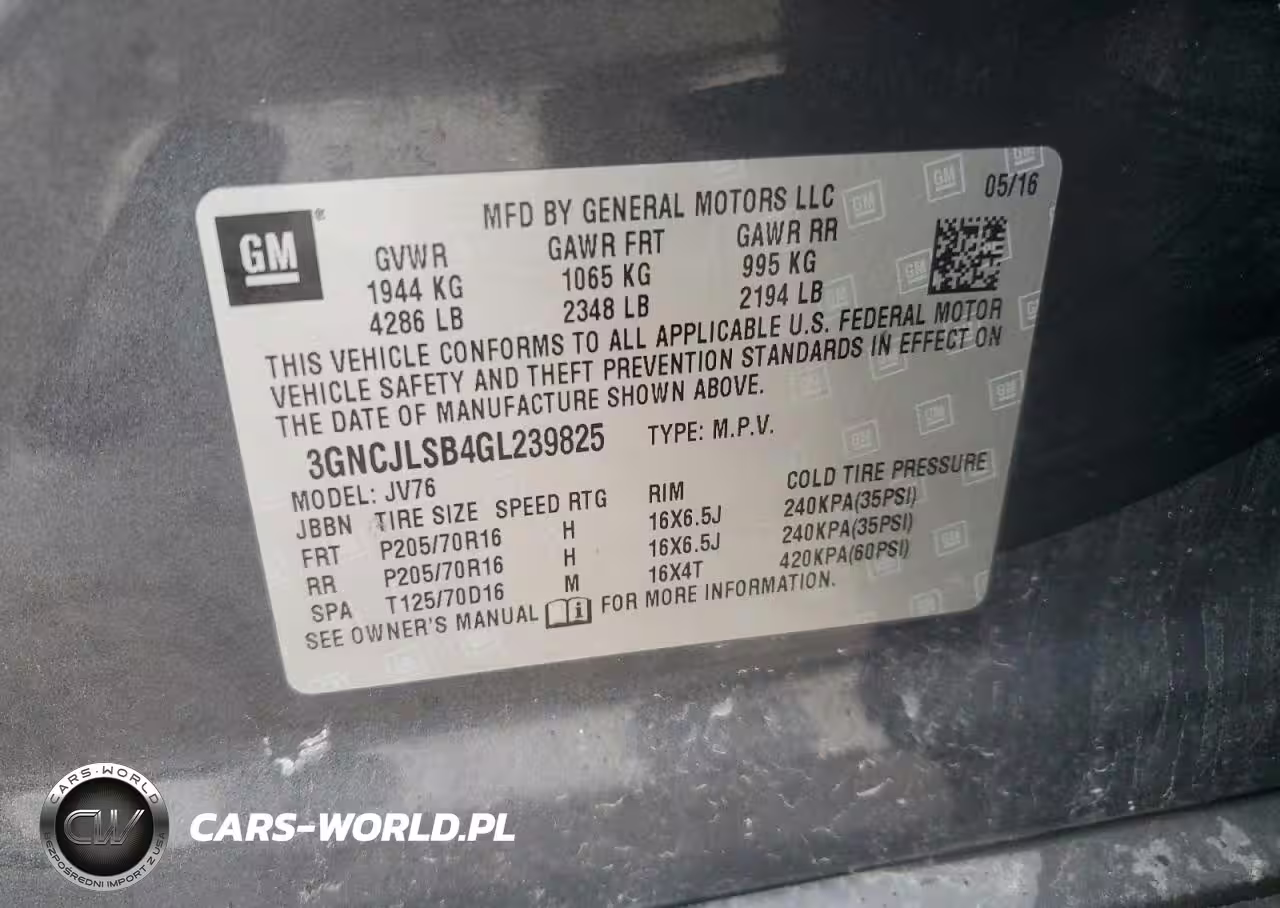 MFD BY GENERAL MOTORS LLC 05/16
GM ®
GVWR GAWR FRT GAWR RR
1944 KG 1065 KG 995 KG
4286 LB 2348 LB 2194 LB
THIS VEHICLE CONFORMS TO ALL APPLICABLE U.S. FEDERAL MOTOR
VEHICLE SAFETY AND THEFT PREVENTION STANDARDS IN EFFECT ON
THE DATE OF MANUFACTURE SHOWN ABOVE.
3GNCJLSB4GL239825 TYPE: M.P.V.
MODEL: JV76
JBBN TIRE SIZE SPEED RTG RIM COLD TIRE PRESSURE
FRT P205/70R16 H 16X6.5J 240KPA(35PSI)
RR P205/70R16 H 16X6.5J 240KPA(35PSI)
SPA T125/70D16 M 16X4T 420KPA(60PSI)
SEE OWNER'S MANUAL i FOR MORE INFORMATION.
CARS-WORLD
CW
BEZPOŚREDNI IMPORT Z USA
CARS-WORLD.PL